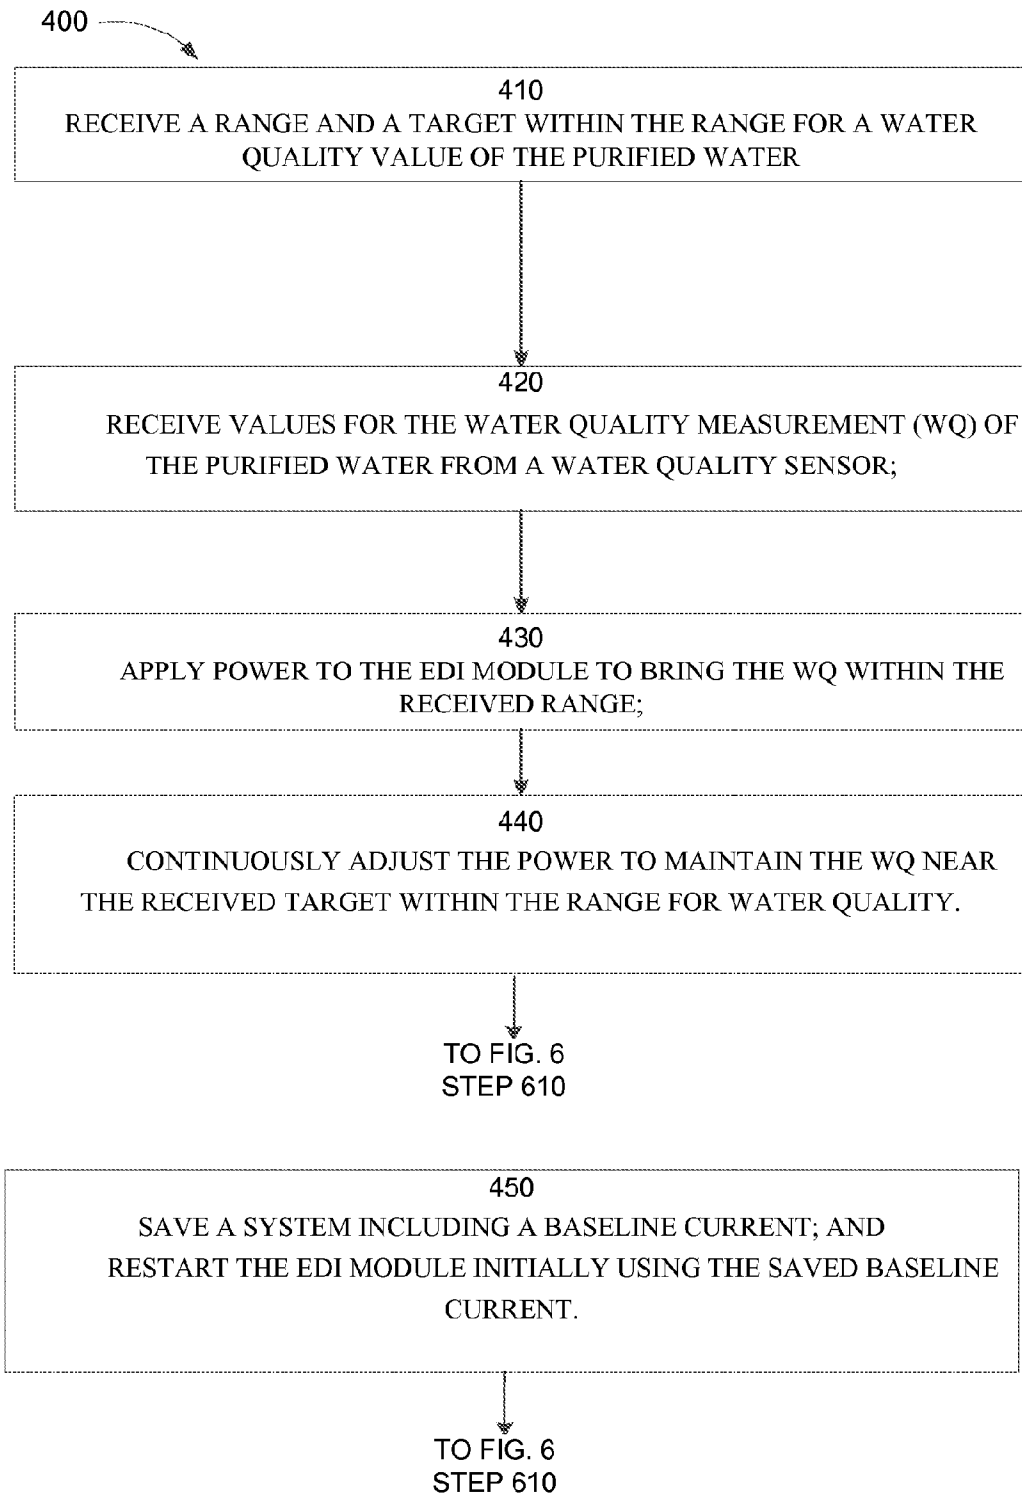 400
410
RECEIVE A RANGE AND A TARGET WITHIN THE RANGE FOR A WATER
QUALITY VALUE OF THE PURIFIED WATER
420
RECEIVE VALUES FOR THE WATER QUALITY MEASUREMENT (WQ) OF
THE PURIFIED WATER FROM A WATER QUALITY SENSOR;
430
APPLY POWER TO THE EDI MODULE TO BRING THE WQ WITHIN THE
RECEIVED RANGE;
440
CONTINUOUSLY ADJUST THE POWER TO MAINTAIN THE WQ NEAR
THE RECEIVED TARGET WITHIN THE RANGE FOR WATER QUALITY.
TO FIG. 6
STEP 610
450
SAVE A SYSTEM INCLUDING A BASELINE CURRENT; AND
RESTART THE EDI MODULE INITIALLY USING THE SAVED BASELINE
CURRENT.
TO FIG. 6
STEP 610